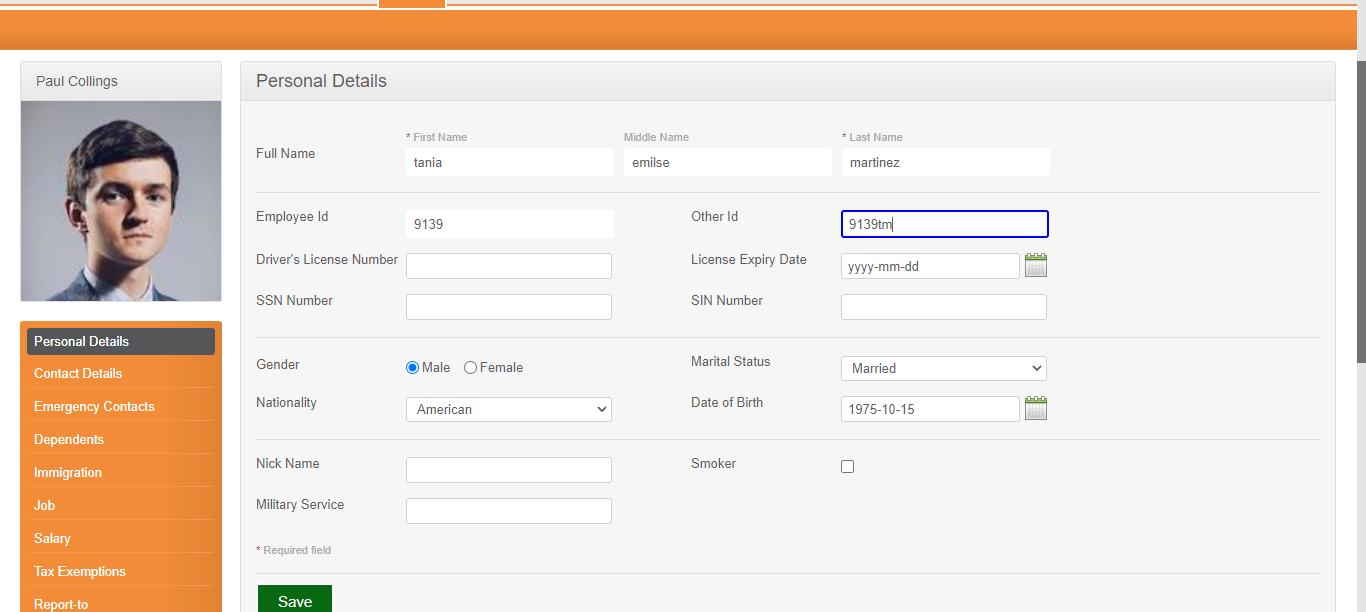 Paul Collings
Personal Details
Contact Details
Emergency Contacts
Dependents
Immigration
Job
Salary
Tax Exemptions
Report-to
Personal Details
* First Name Middle Name * Last Name
Full Name tania emilse martinez
Employee Id 9139 Other Id 9139tm
Driver's License Number License Expiry Date yyyy-mm-dd
SSN Number SIN Number
Gender Male Female Marital Status Married
Nationality American Date of Birth 1975-10-15
Nick Name Smoker
Military Service
* Required field
Save